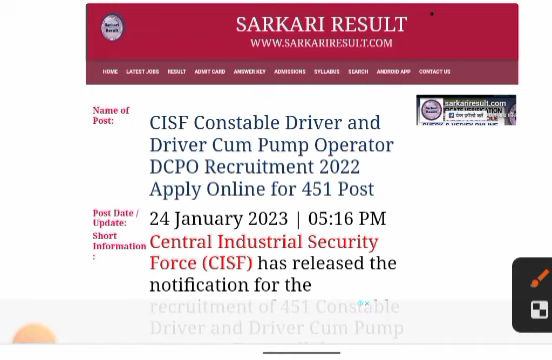 SARKARI RESULT
WWW.SARKARIRESULT.COM
HOME LATEST JOBS RESULT ADMIT CARD ANSWER KEY ADMISSIONS SYLLABUS SEARCH ANDROID APP CONTACT US
sarkariresult.com
Name of
Post:
CISF Constable Driver and
Driver Cum Pump Operator
DCPO Recruitment 2022
Apply Online for 451 Post
Post Date /
Update:
24 January 2023 | 05:16 PM
Short
Information
:
Central Industrial Security
Force (CISF) has released the
notification for the
recruitment of 451 Constable
Driver and Driver Cum Pump